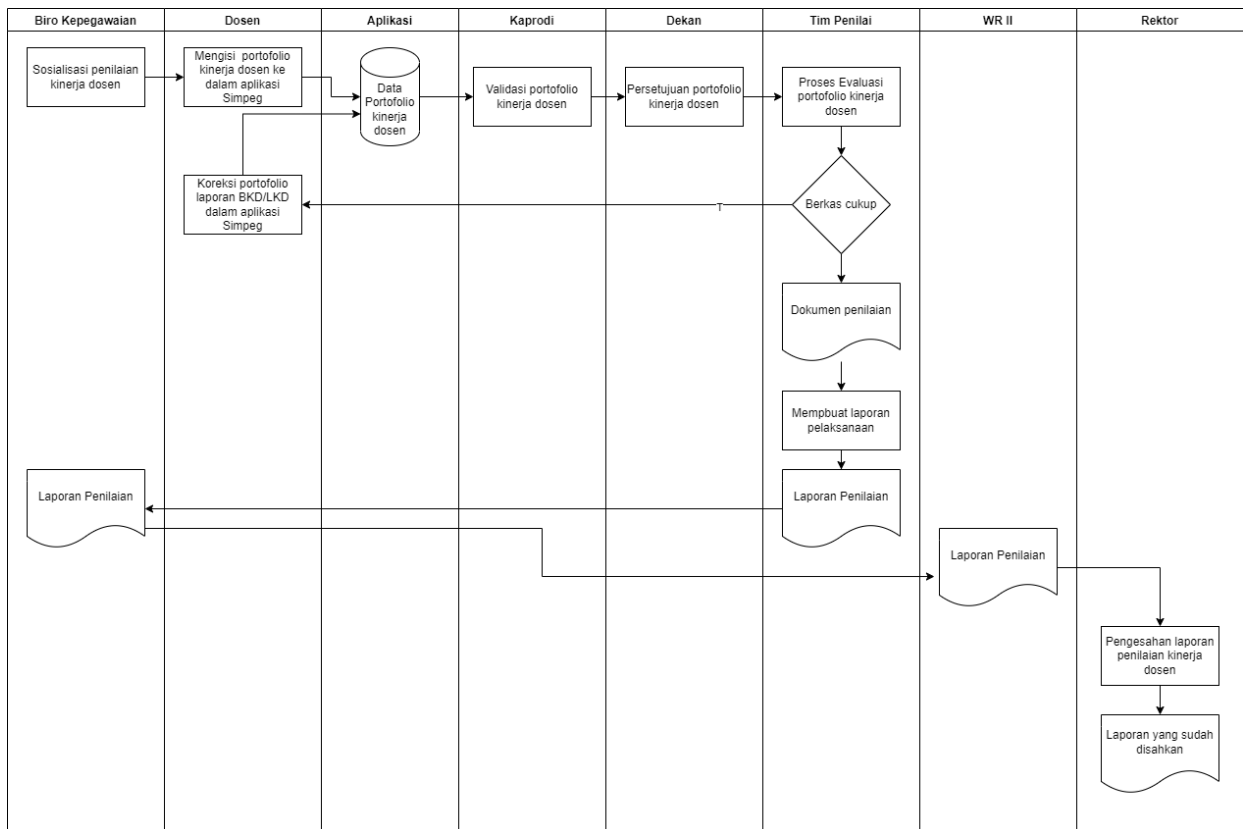 Biro Kepegawaian
Dosen
Aplikasi
Kaprodi
Dekan
Tim Penilai
WR II
Rektor
Sosialisasi penilaian
kinerja dosen
Mengisi portofolio
kinerja dosen ke
dalam aplikasi
Simpeg
Data
Portofolio
kinerja
dosen
Validasi portofolio
kinerja dosen
Persetujuan portofolio
kinerja dosen
Proses Evaluasi
portofolio kinerja
dosen
Koreksi portofolio
laporan BKD/LKD
dalam aplikasi
Simpeg
T
Berkas cukup
Dokumen penilaian
Mempbuat laporan
pelaksanaan
Laporan Penilaian
Laporan Penilaian
Laporan Penilaian
Pengesahan laporan
penilaian kinerja
dosen
Laporan yang sudah
disahkan